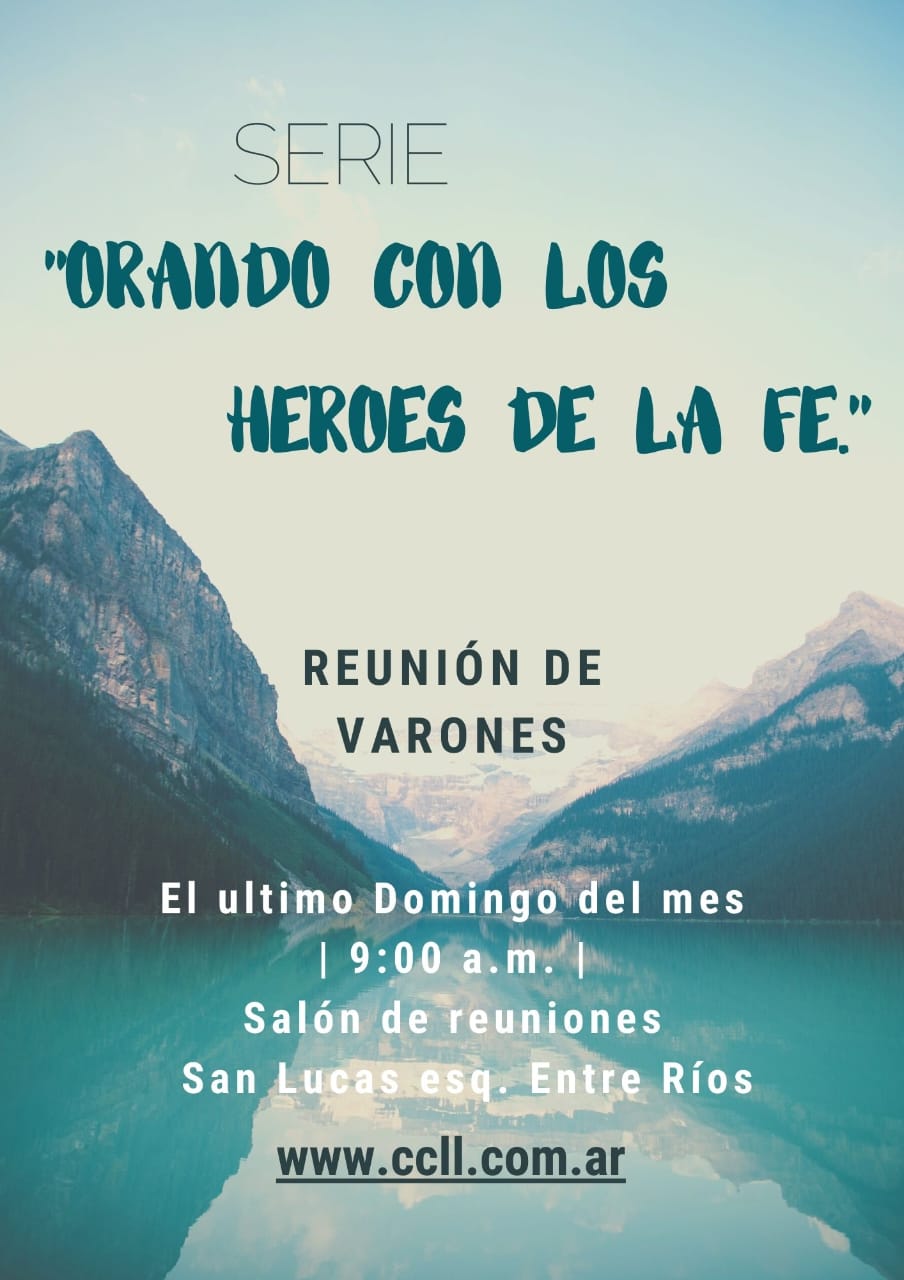 SERIE
"ORANDO CON LOS
HEROES DE LA FE."
REUNIÓN DE
VARONES
El ultimo Domingo del mes
| 9:00 a.m. |
Salón de reuniones
San Lucas esq. Entre Ríos
www.ccll.com.ar